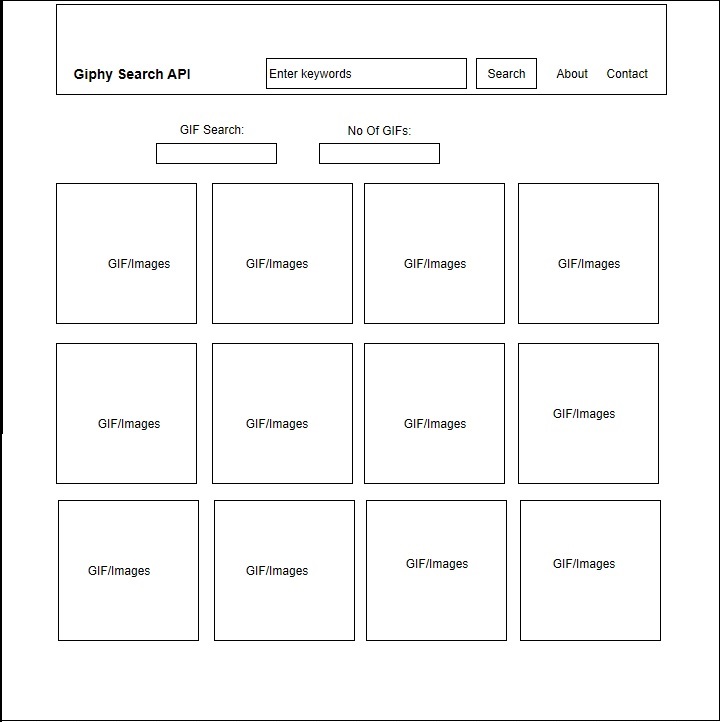 Giphy Search API
Enter keywords
Search
About
Contact
GIF Search:
No Of GIFs:
GIF/Images
GIF/Images
GIF/Images
GIF/Images
GIF/Images
GIF/Images
GIF/Images
GIF/Images
GIF/Images
GIF/Images
GIF/Images
GIF/Images